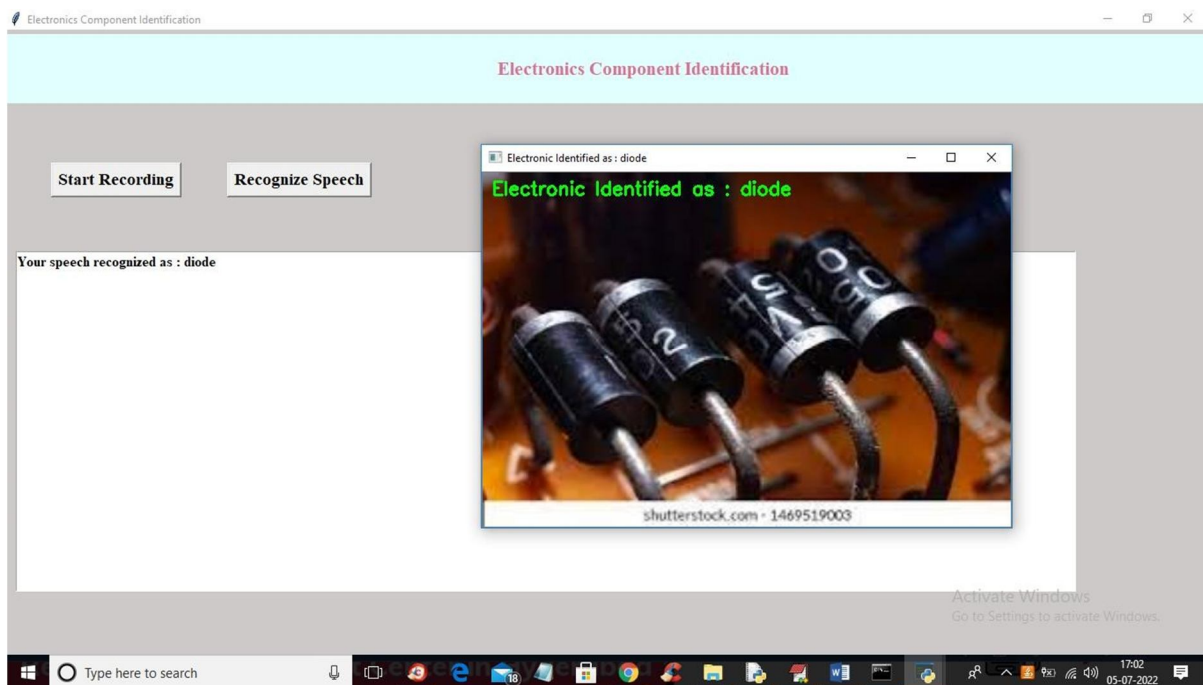 Electronics Component Identification
Electronics Component Identification
Start Recording
Recognize Speech
Your speech recognized as : diode
Electronic Identified as : diode
Electronic Identified as : diode
2
shutterstock.com · 1469519003
Activate Windows
Go to Settings to activate Windows.
Type here to search
18
17:02
05-07-2022